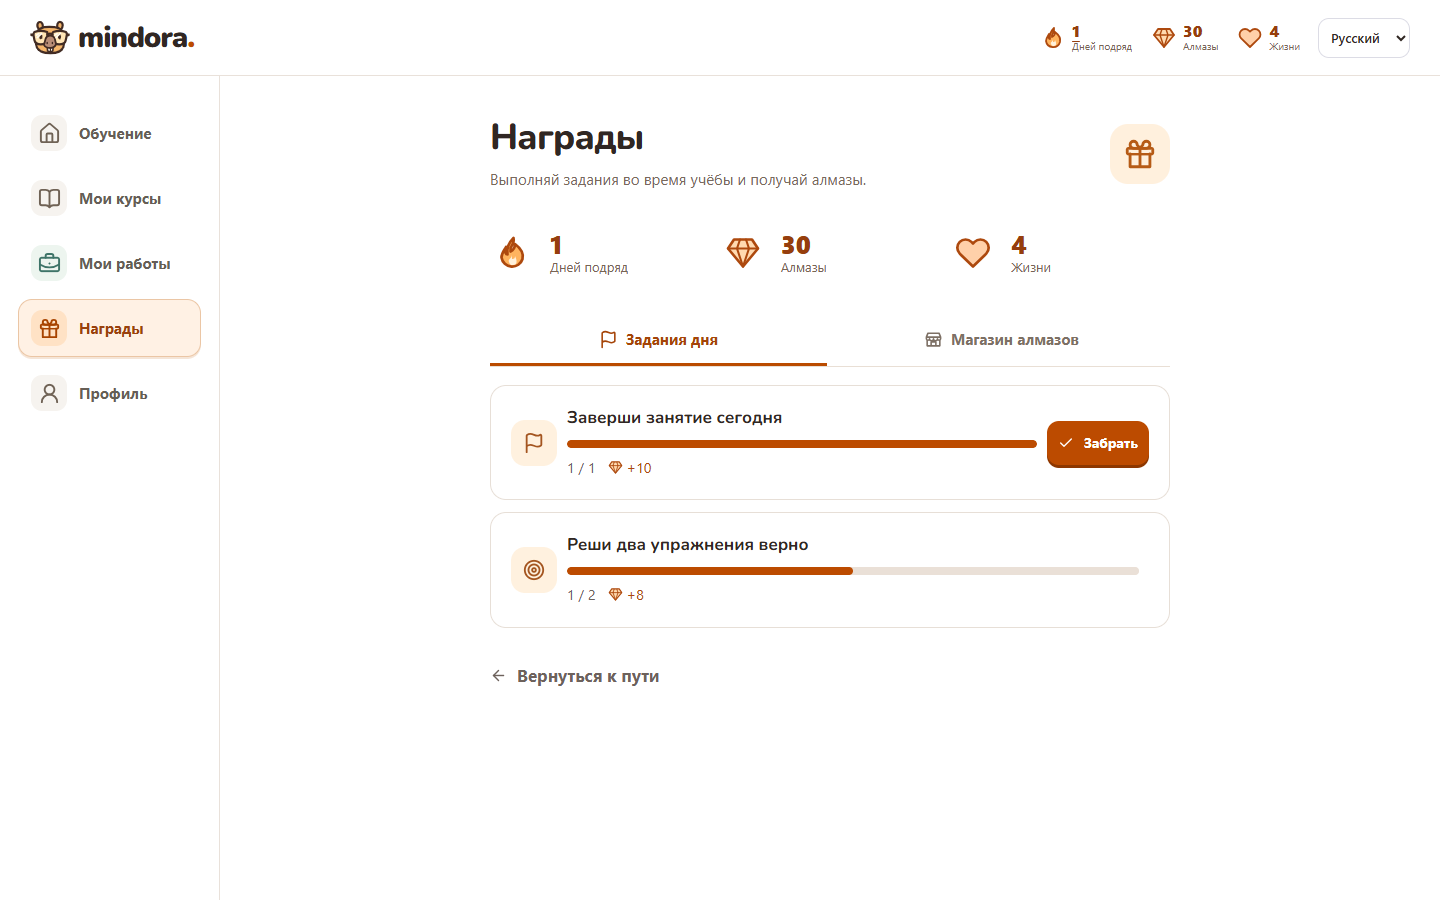 mindora.
1
Дней подряд
30
Алмазы
4
Жизни
Русский
Обучение
Мои курсы
Мои работы
Награды
Профиль
Награды
Выполняй задания во время учёбы и получай алмазы.
1
Дней подряд
30
Алмазы
4
Жизни
Задания дня
Магазин алмазов
Заверши занятие сегодня
1 / 1 +10
Забрать
Реши два упражнения верно
1 / 2 +8
Вернуться к пути